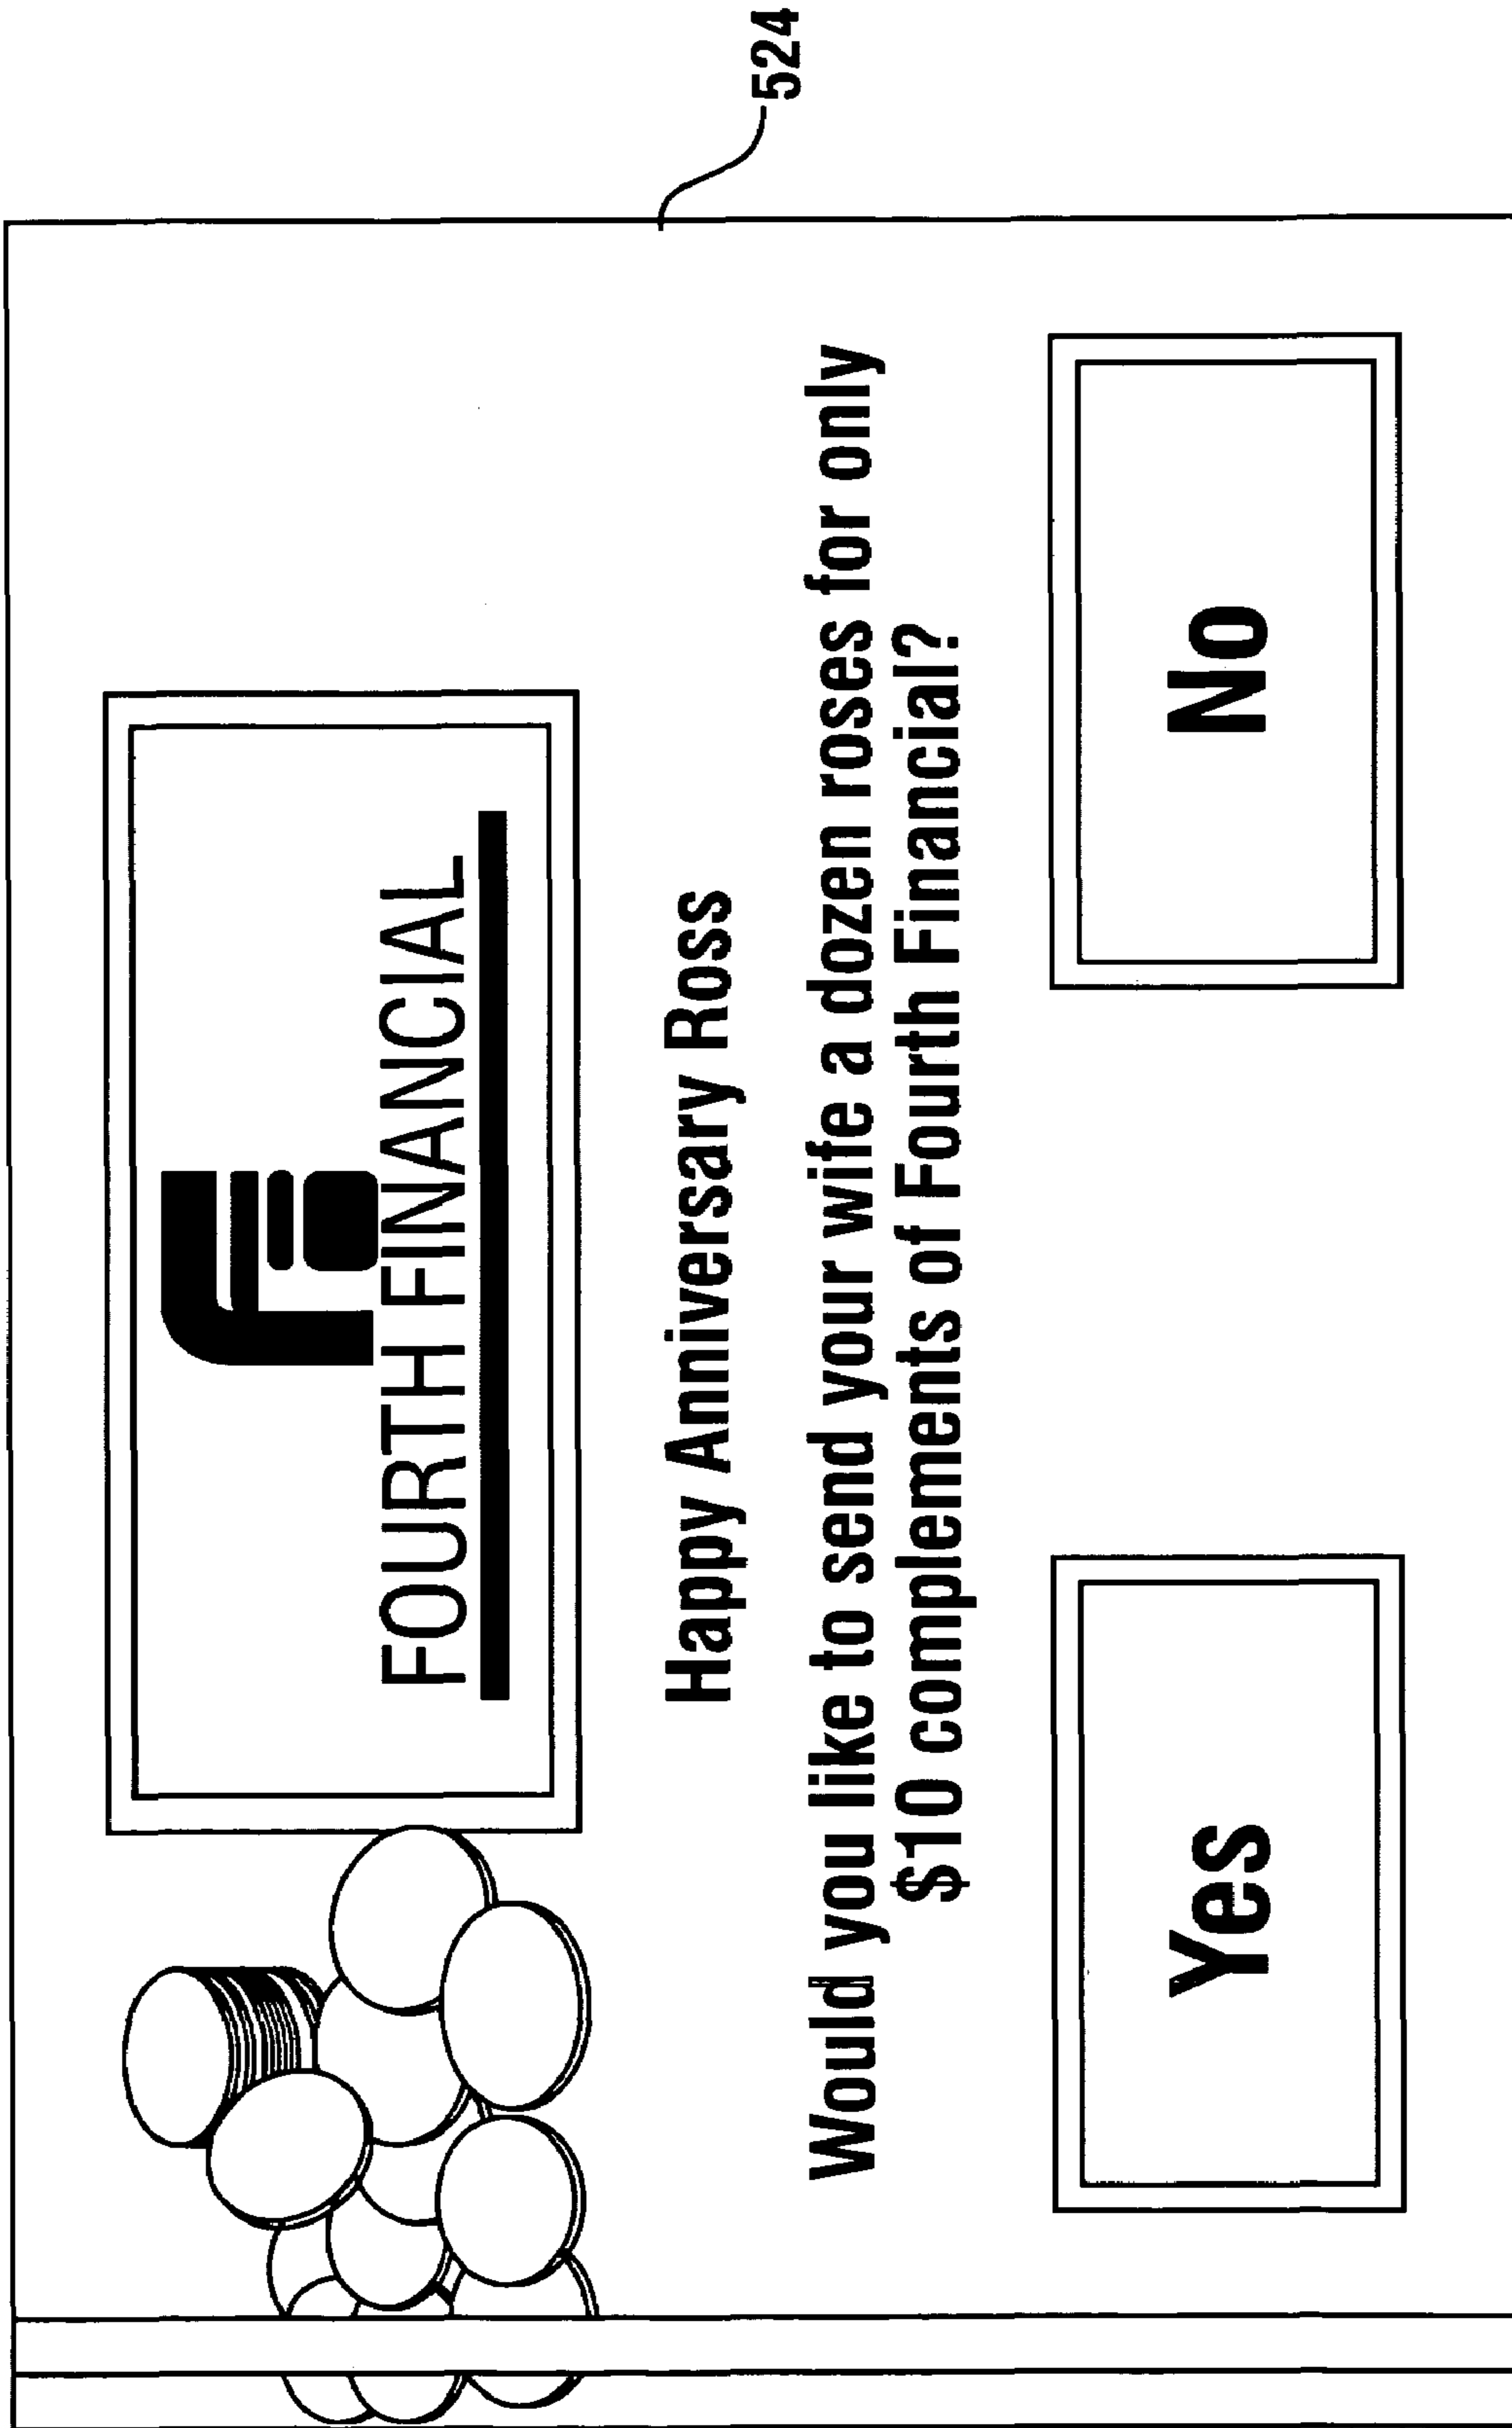 FOURTH FINANCIAL
Happy Anniversary Ross
Would you like to send your wife a dozen roses for only
$10 complements of Fourth Financial?
Yes
No
524